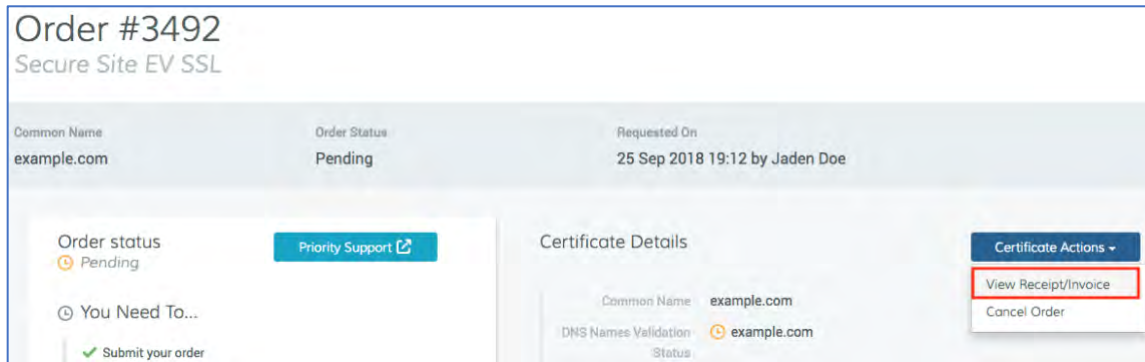 Order #3492
Secure Site EV SSL
Common Name
example.com
Order Status
Pending
Requested On
25 Sep 2018 19:12 by Jaden Doe
Order status
Pending
Priority Support
You Need To...
Submit your order
Certificate Details
Common Name example.com
DNS Names Validation example.com
Status
Certificate Actions
View Receipt/Invoice
Cancel Order